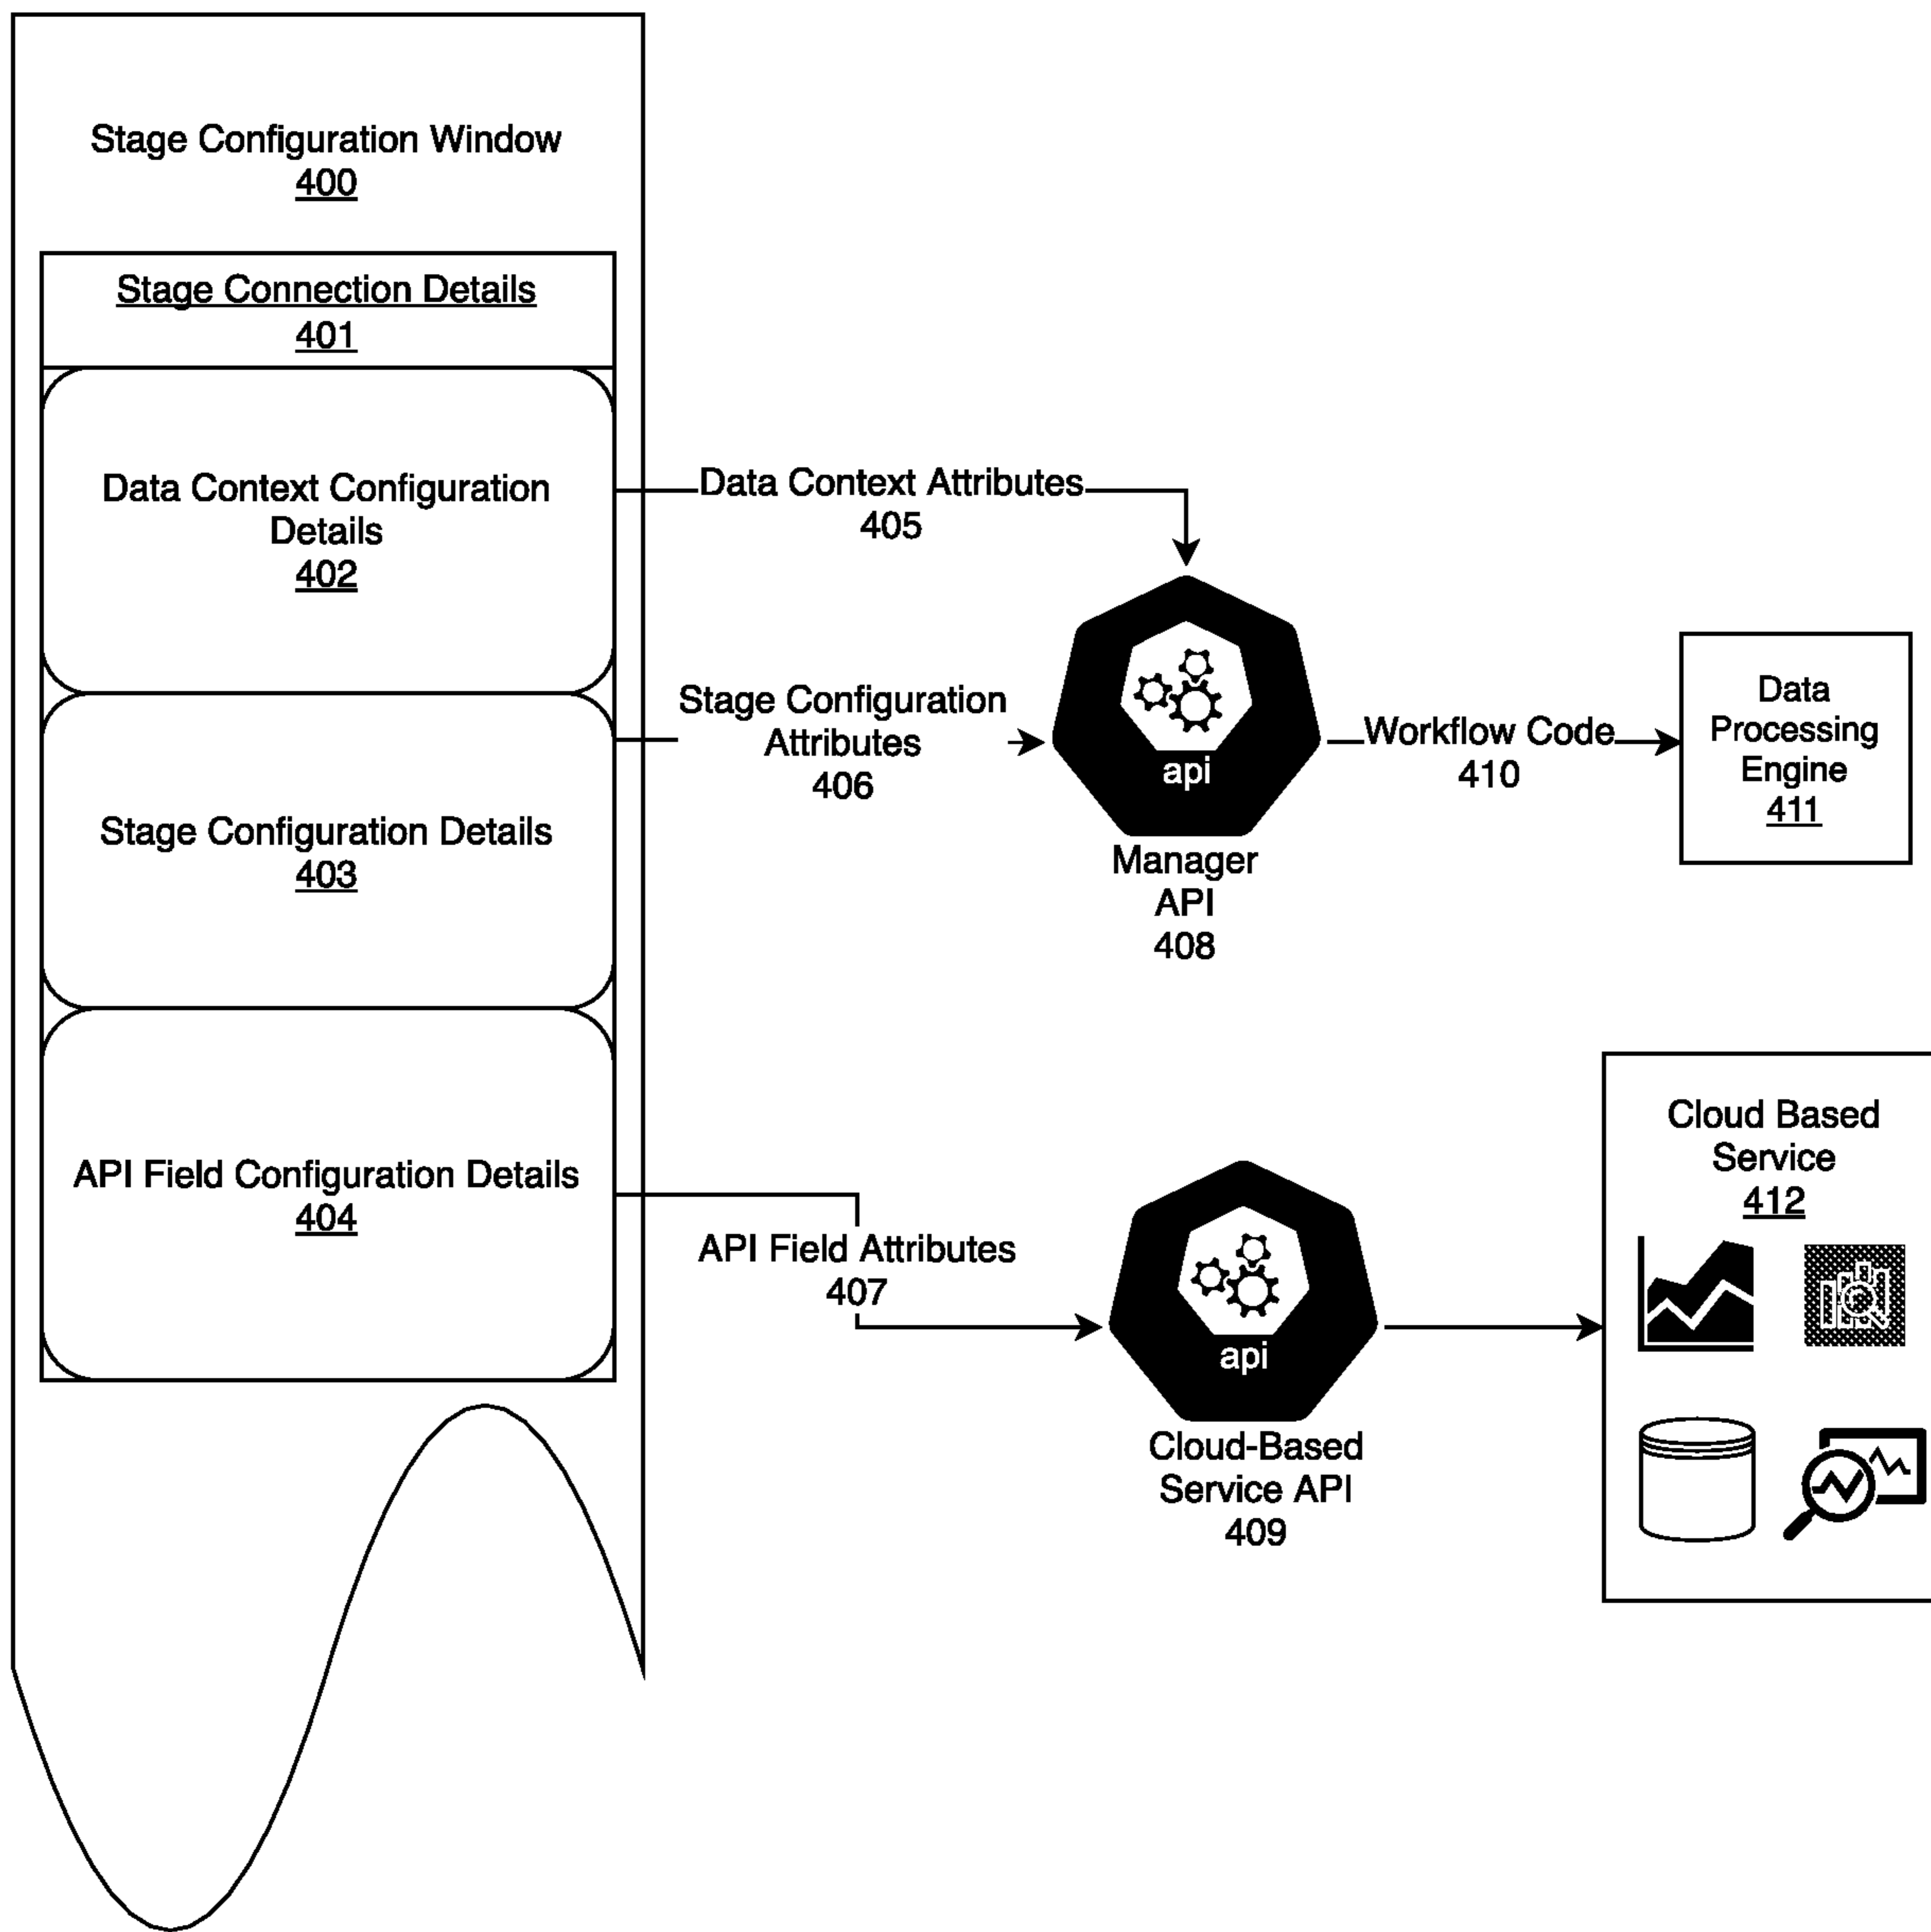 Stage Configuration Window
400
Stage Connection Details
401
Data Context Configuration
Details
402
Stage Configuration Details
403
API Field Configuration Details
404
Data Context Attributes
405
Stage Configuration
Attributes
406
api
Manager
API
408
Workflow Code
410
Data
Processing
Engine
411
API Field Attributes
407
api
Cloud-Based
Service API
409
Cloud Based
Service
412